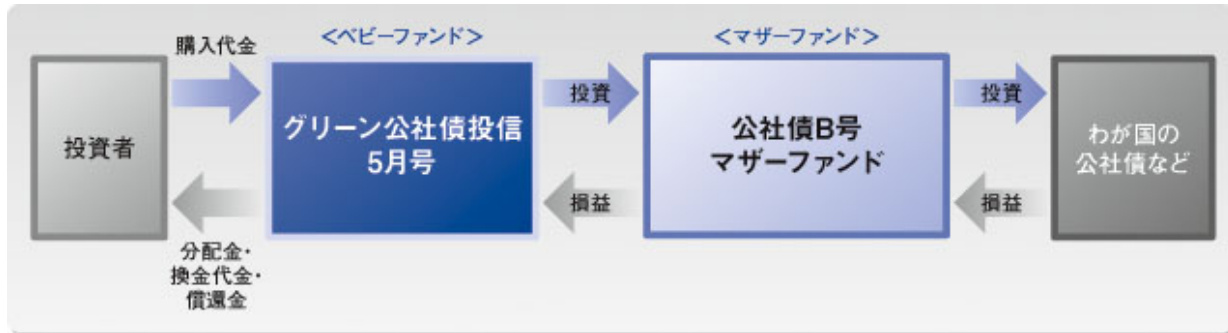 購入代金
<ベビーファンド>
<マザーファンド>
投資者
グリーン公社債投信
5月号
投資
公社債B号
マザーファンド
投資
わが国の
公社債など
損益
損益
分配金・
換金代金・
償還金